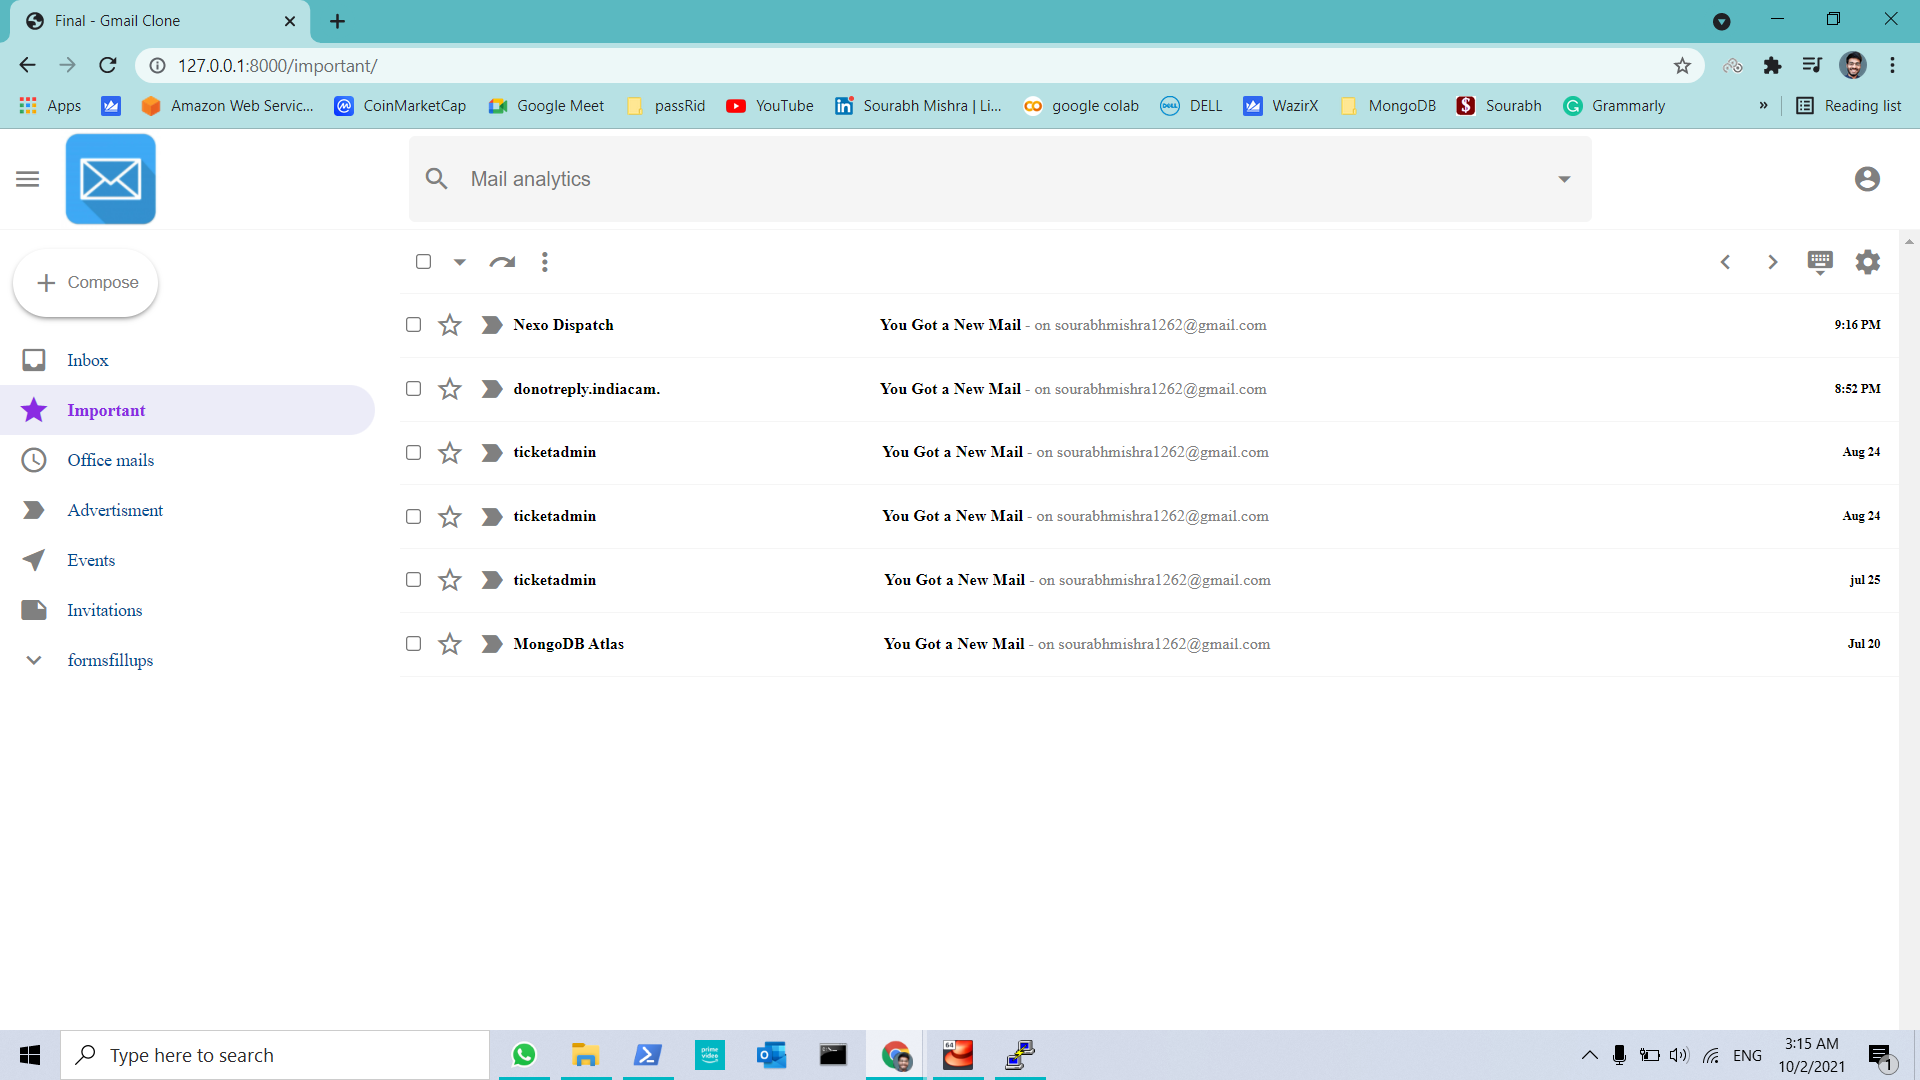 Final - Gmail Clone
127.0.0.1:8000/important/
Apps
Amazon Web Servic...
CoinMarketCap
Google Meet
passRid
YouTube
Sourabh Mishra | Li...
google colab
DELL
WazirX
MongoDB
Sourabh
Grammarly
»
Reading list
Mail analytics
Compose
Inbox
Important
Office mails
Advertisment
Events
Invitations
formsfillups
Nexo Dispatch You Got a New Mail - on sourabhmishra1262@gmail.com 9:16 PM
donotreply.indiacam. You Got a New Mail - on sourabhmishra1262@gmail.com 8:52 PM
ticketadmin You Got a New Mail - on sourabhmishra1262@gmail.com Aug 24
ticketadmin You Got a New Mail - on sourabhmishra1262@gmail.com Aug 24
ticketadmin You Got a New Mail - on sourabhmishra1262@gmail.com jul 25
MongoDB Atlas You Got a New Mail - on sourabhmishra1262@gmail.com Jul 20
Type here to search
prime video
64
ENG
3:15 AM
10/2/2021
1